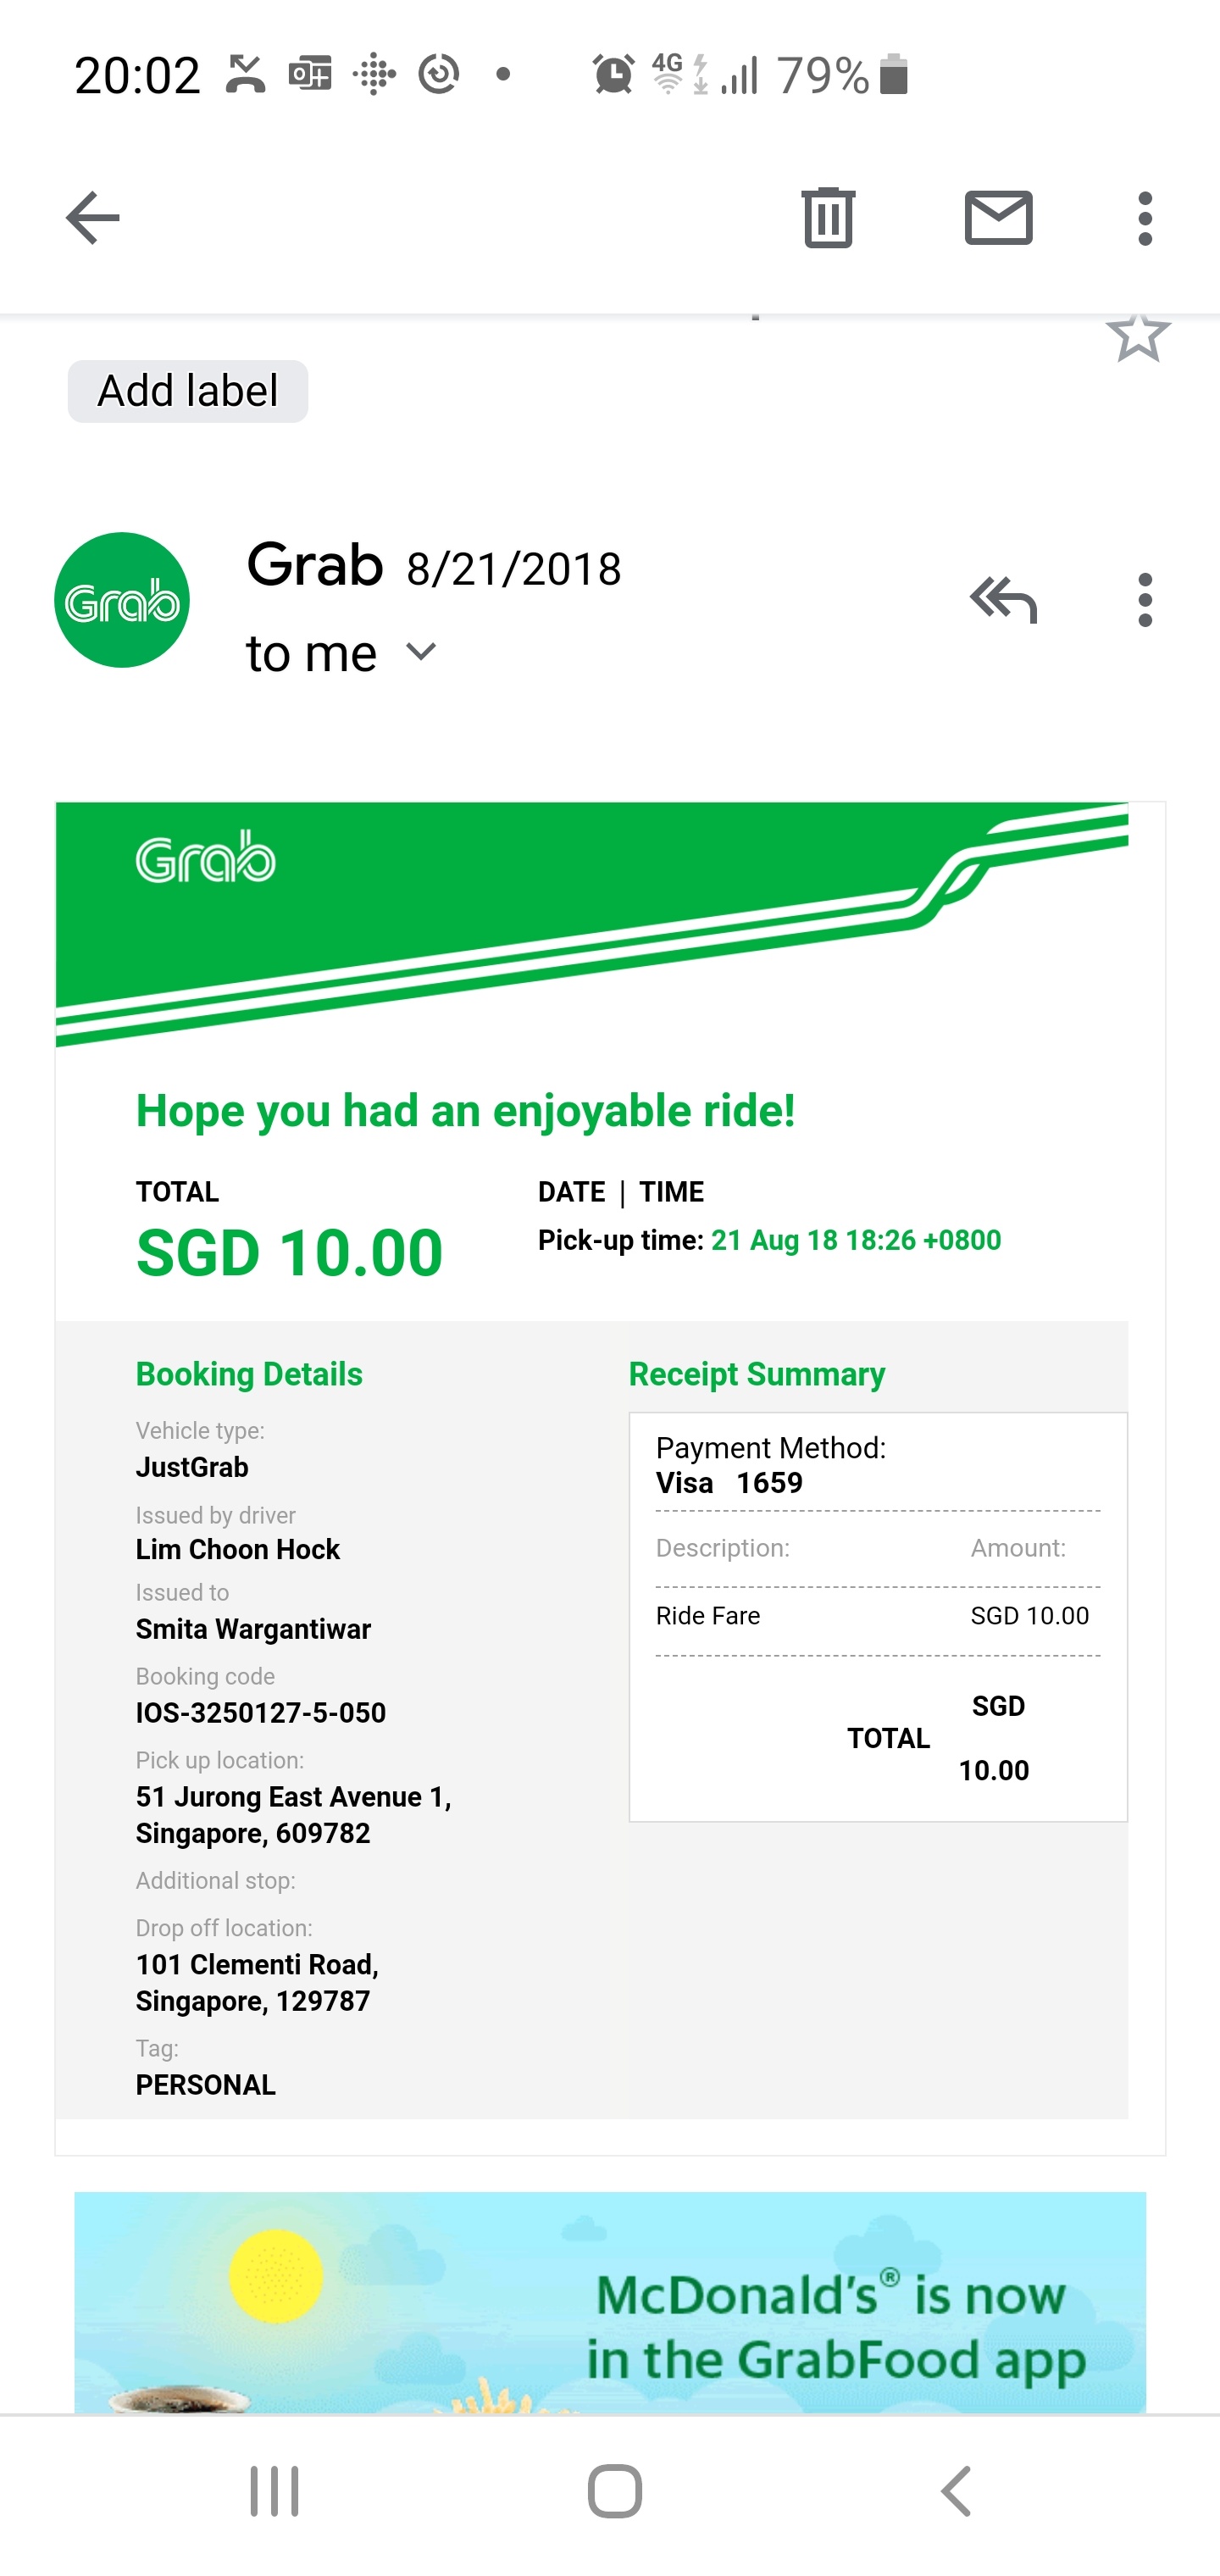 20:02
4G
79%
Add label
Grab
Grab 8/21/2018
to me
Grab
Hope you had an enjoyable ride!
TOTAL
SGD 10.00
DATE | TIME
Pick-up time: 21 Aug 18 18:26 +0800
Booking Details
Vehicle type:
JustGrab
Issued by driver
Lim Choon Hock
Issued to
Smita Wargantiwar
Booking code
IOS-3250127-5-050
Pick up location:
51 Jurong East Avenue 1,
Singapore, 609782
Additional stop:
Drop off location:
101 Clementi Road,
Singapore, 129787
Tag:
PERSONAL
Receipt Summary
Payment Method:
Visa 1659
Description: Amount:
Ride Fare SGD 10.00
TOTAL SGD
10.00
McDonald's® is now
in the GrabFood app